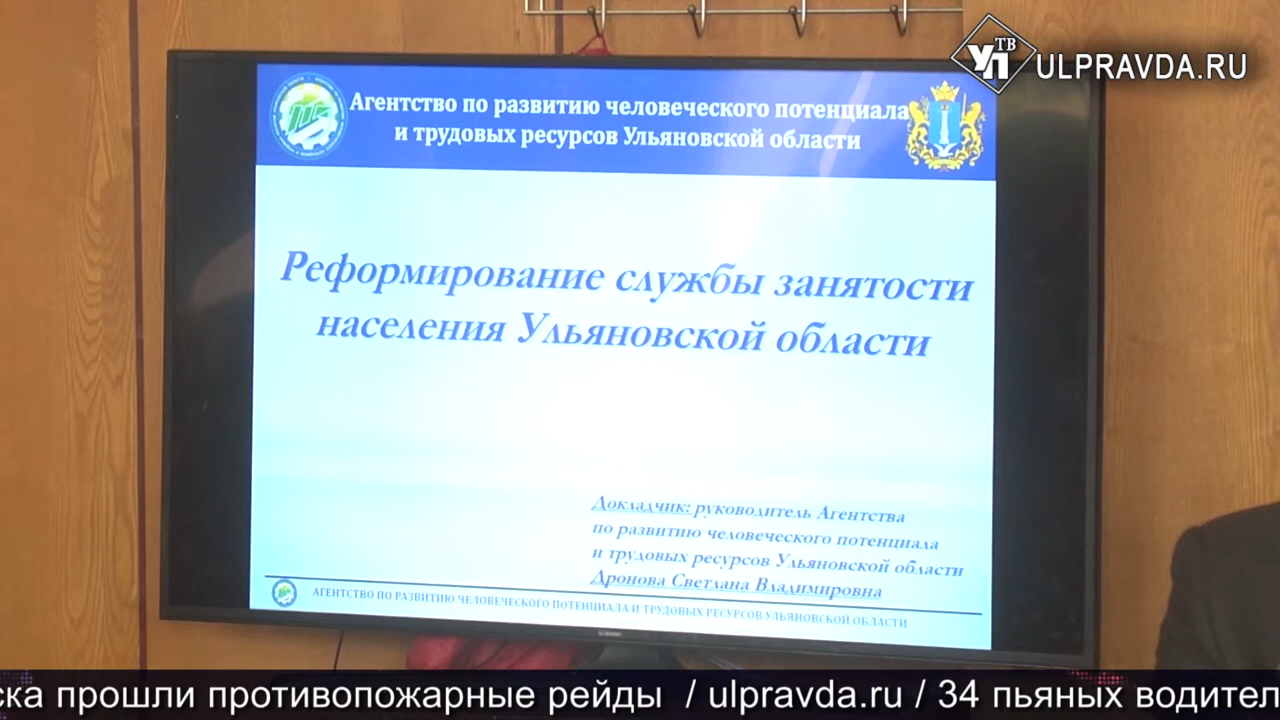 УП ТВ ULPRAVDA.RU
Агентство по развитию человеческого потенциала
и трудовых ресурсов Ульяновской области
Реформирование службы занятости
населения Ульяновской области
Докладчик: руководитель Агентства
по развитию человеческого потенциала
и трудовых ресурсов Ульяновской области
Дронова Светлана Владимировна
АГЕНТСТВО ПО РАЗВИТИЮ ЧЕЛОВЕЧЕСКОГО ПОТЕНЦИАЛА И ТРУДОВЫХ РЕСУРСОВ УЛЬЯНОВСКОЙ ОБЛАСТИ
ска прошли противопожарные рейды / ulpravda.ru / 34 пьяных водител